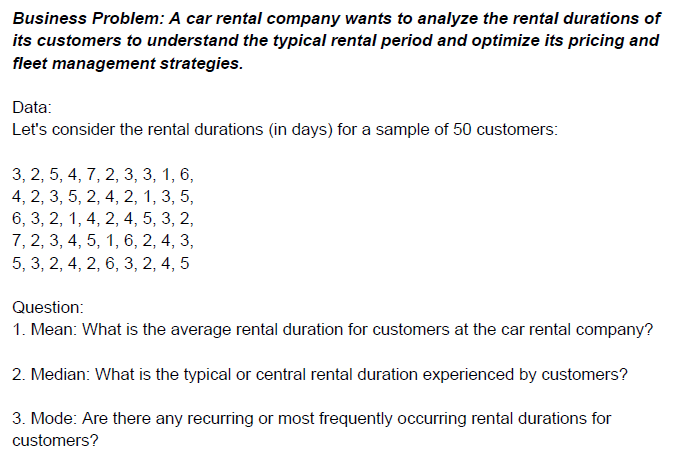 Business Problem: A car rental company wants to analyze the rental durations of
its customers to understand the typical rental period and optimize its pricing and
fleet management strategies.
Data:
Let's consider the rental durations (in days) for a sample of 50 customers:
3, 2, 5, 4, 7, 2, 3, 3, 1, 6,
4, 2, 3, 5, 2, 4, 2, 1, 3, 5,
6, 3, 2, 1, 4, 2, 4, 5, 3, 2,
7, 2, 3, 4, 5, 1, 6, 2, 4, 3,
5, 3, 2, 4, 2, 6, 3, 2, 4, 5
Question:
1. Mean: What is the average rental duration for customers at the car rental company?
2. Median: What is the typical or central rental duration experienced by customers?
3. Mode: Are there any recurring or most frequently occurring rental durations for
customers?